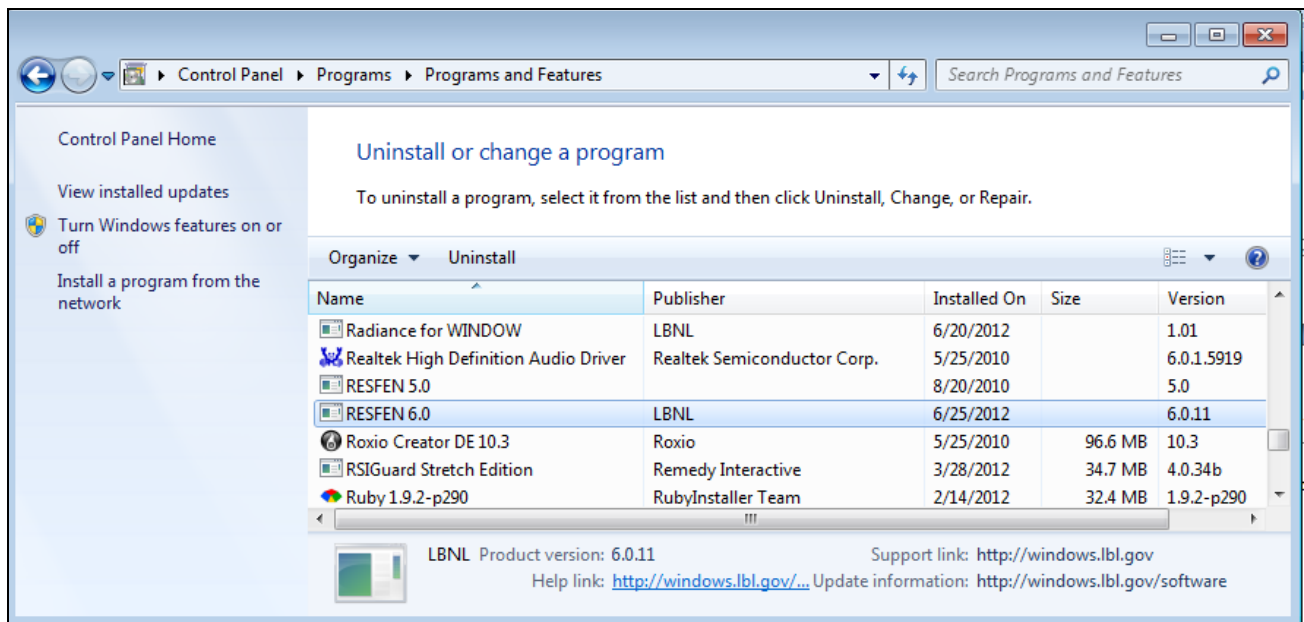 Control Panel Programs Programs and Features Search Programs and Features
Control Panel Home
View installed updates
Turn Windows features on or
off
Install a program from the
network
Uninstall or change a program
To uninstall a program, select it from the list and then click Uninstall, Change, or Repair.
Organize Uninstall
Name Publisher Installed On Size Version
Radiance for WINDOW LBNL 6/20/2012 1.01
Realtek High Definition Audio Driver Realtek Semiconductor Corp. 5/25/2010 6.0.1.5919
RESFEN 5.0 8/20/2010 5.0
RESFEN 6.0 LBNL 6/25/2012 6.0.11
Roxio Creator DE 10.3 Roxio 5/25/2010 96.6 MB 10.3
RSIGuard Stretch Edition Remedy Interactive 3/28/2012 34.7 MB 4.0.34b
Ruby 1.9.2-p290 RubyInstaller Team 2/14/2012 32.4 MB 1.9.2-p290
LBNL Product version: 6.0.11 Support link: http://windows.lbl.gov
Help link: http://windows.lbl.gov/... Update information: http://windows.lbl.gov/software